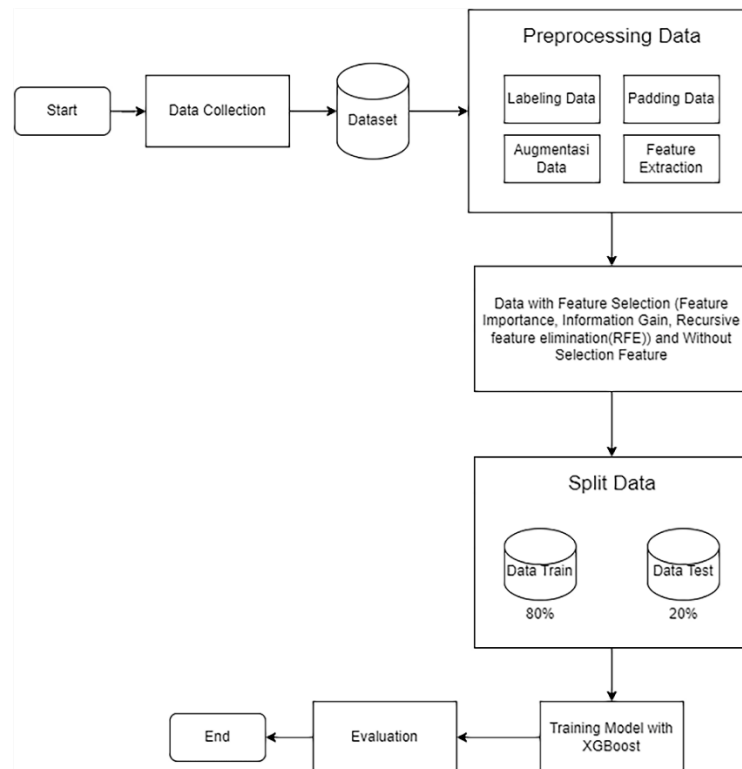 Start
Data Collection
Dataset
Preprocessing Data
Labeling Data
Padding Data
Augmentasi
Data
Feature
Extraction
Data with Feature Selection (Feature
Importance, Information Gain, Recursive
feature elimination(RFE)) and Without
Selection Feature
Split Data
Data Train
80%
Data Test
20%
Training Model with
XGBoost
Evaluation
End